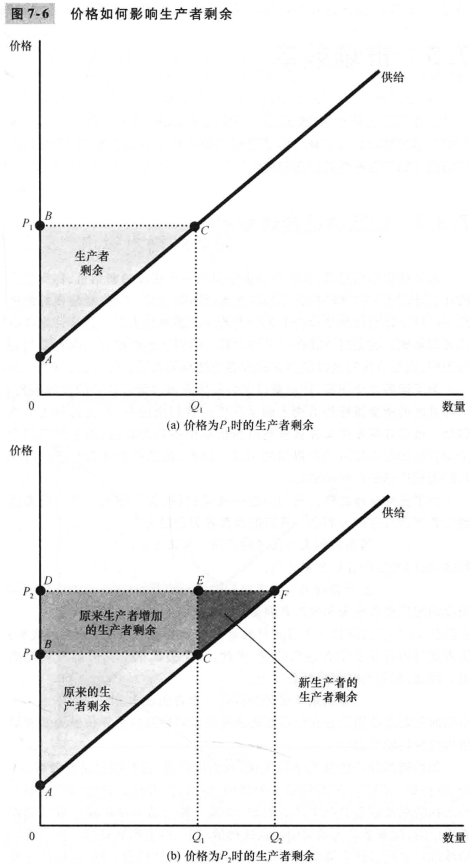 图 7-6 价格如何影响生产者剩余
价格
供给
P₁
B
C
生产者
剩余
A
0
Q₁
数量
(a) 价格为P₁时的生产者剩余
价格
供给
D
E
P₂
F
原来生产者增加
的生产者剩余
B
P₁
C
新生产者的
生产者剩余
原来的生
产者剩余
A
0
Q₁
Q₂
数量
(b) 价格为P₂时的生产者剩余